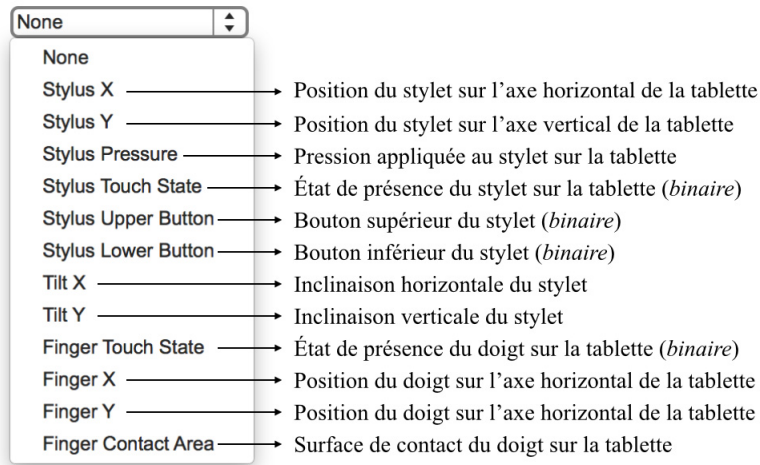 None
None
Stylus X Position du stylet sur l’axe horizontal de la tablette
Stylus Y Position du stylet sur l’axe vertical de la tablette
Stylus Pressure Pression appliquée au stylet sur la tablette
Stylus Touch State État de présence du stylet sur la tablette (binaire)
Stylus Upper Button Bouton supérieur du stylet (binaire)
Stylus Lower Button Bouton inférieur du stylet (binaire)
Tilt X Inclinaison horizontale du stylet
Tilt Y Inclinaison verticale du stylet
Finger Touch State État de présence du doigt sur la tablette (binaire)
Finger X Position du doigt sur l’axe horizontal de la tablette
Finger Y Position du doigt sur l’axe horizontal de la tablette
Finger Contact Area Surface de contact du doigt sur la tablette